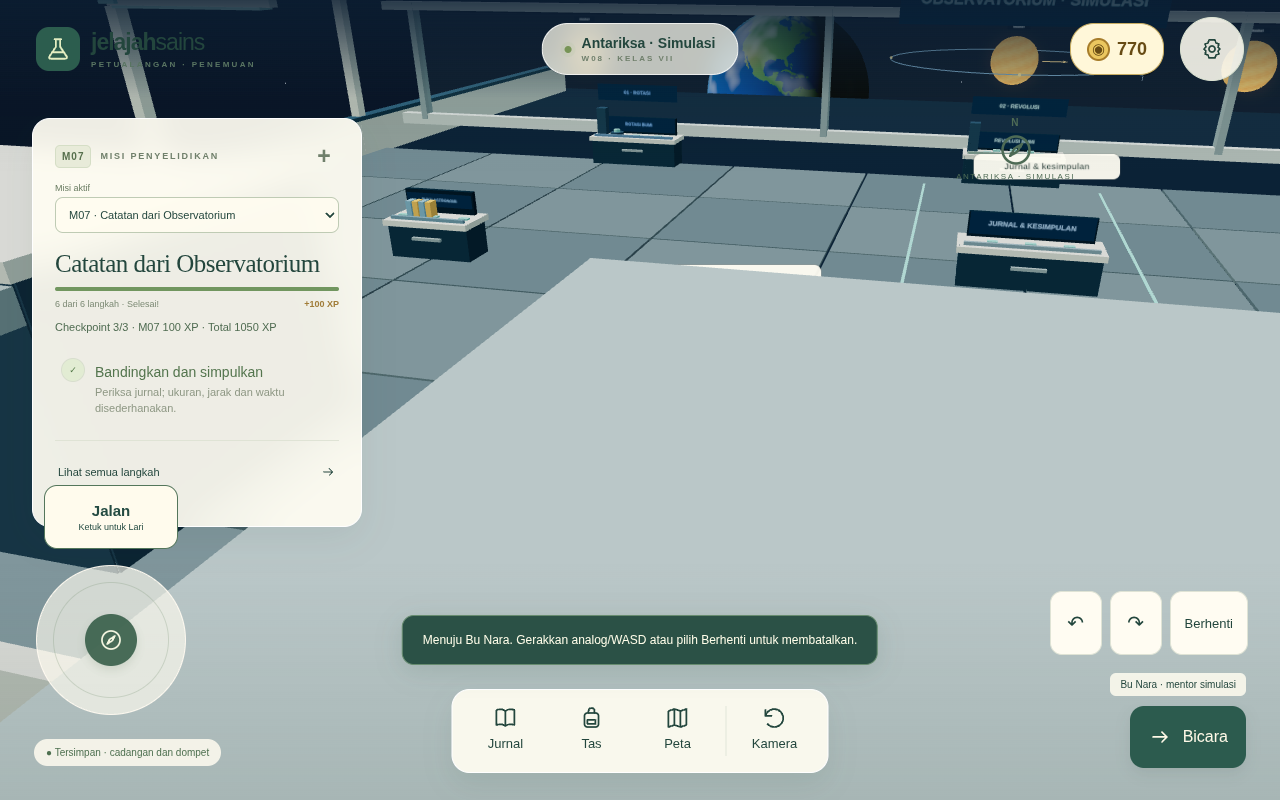 OBSERVATORIUM · SIMULASI
jelajahsains
Antariksa · Simulasi
W08 · KELAS VII
770
01 · ROTASI
ROTASI BUMI
02 · REVOLUSI
N
Jurnal & kesimpulan
ANTARIKSA · SIMULASI
JURNAL & KESIMPULAN
M07
MISI PENYELIDIKAN
+
Misi aktif
M07 · Catatan dari Observatorium
Catatan dari Observatorium
6 dari 6 langkah · Selesai!
+100 XP
Checkpoint 3/3 · M07 100 XP · Total 1050 XP
Bandingkan dan simpulkan
Periksa jurnal; ukuran, jarak dan waktu
disederhanakan.
Lihat semua langkah
Jalan
Ketuk untuk Lari
Menuju Bu Nara. Gerakkan analog/WASD atau pilih Berhenti untuk membatalkan.
Berhenti
Bu Nara · mentor simulasi
Bicara
Jurnal
Tas
Peta
Kamera
Tersimpan · cadangan dan dompet